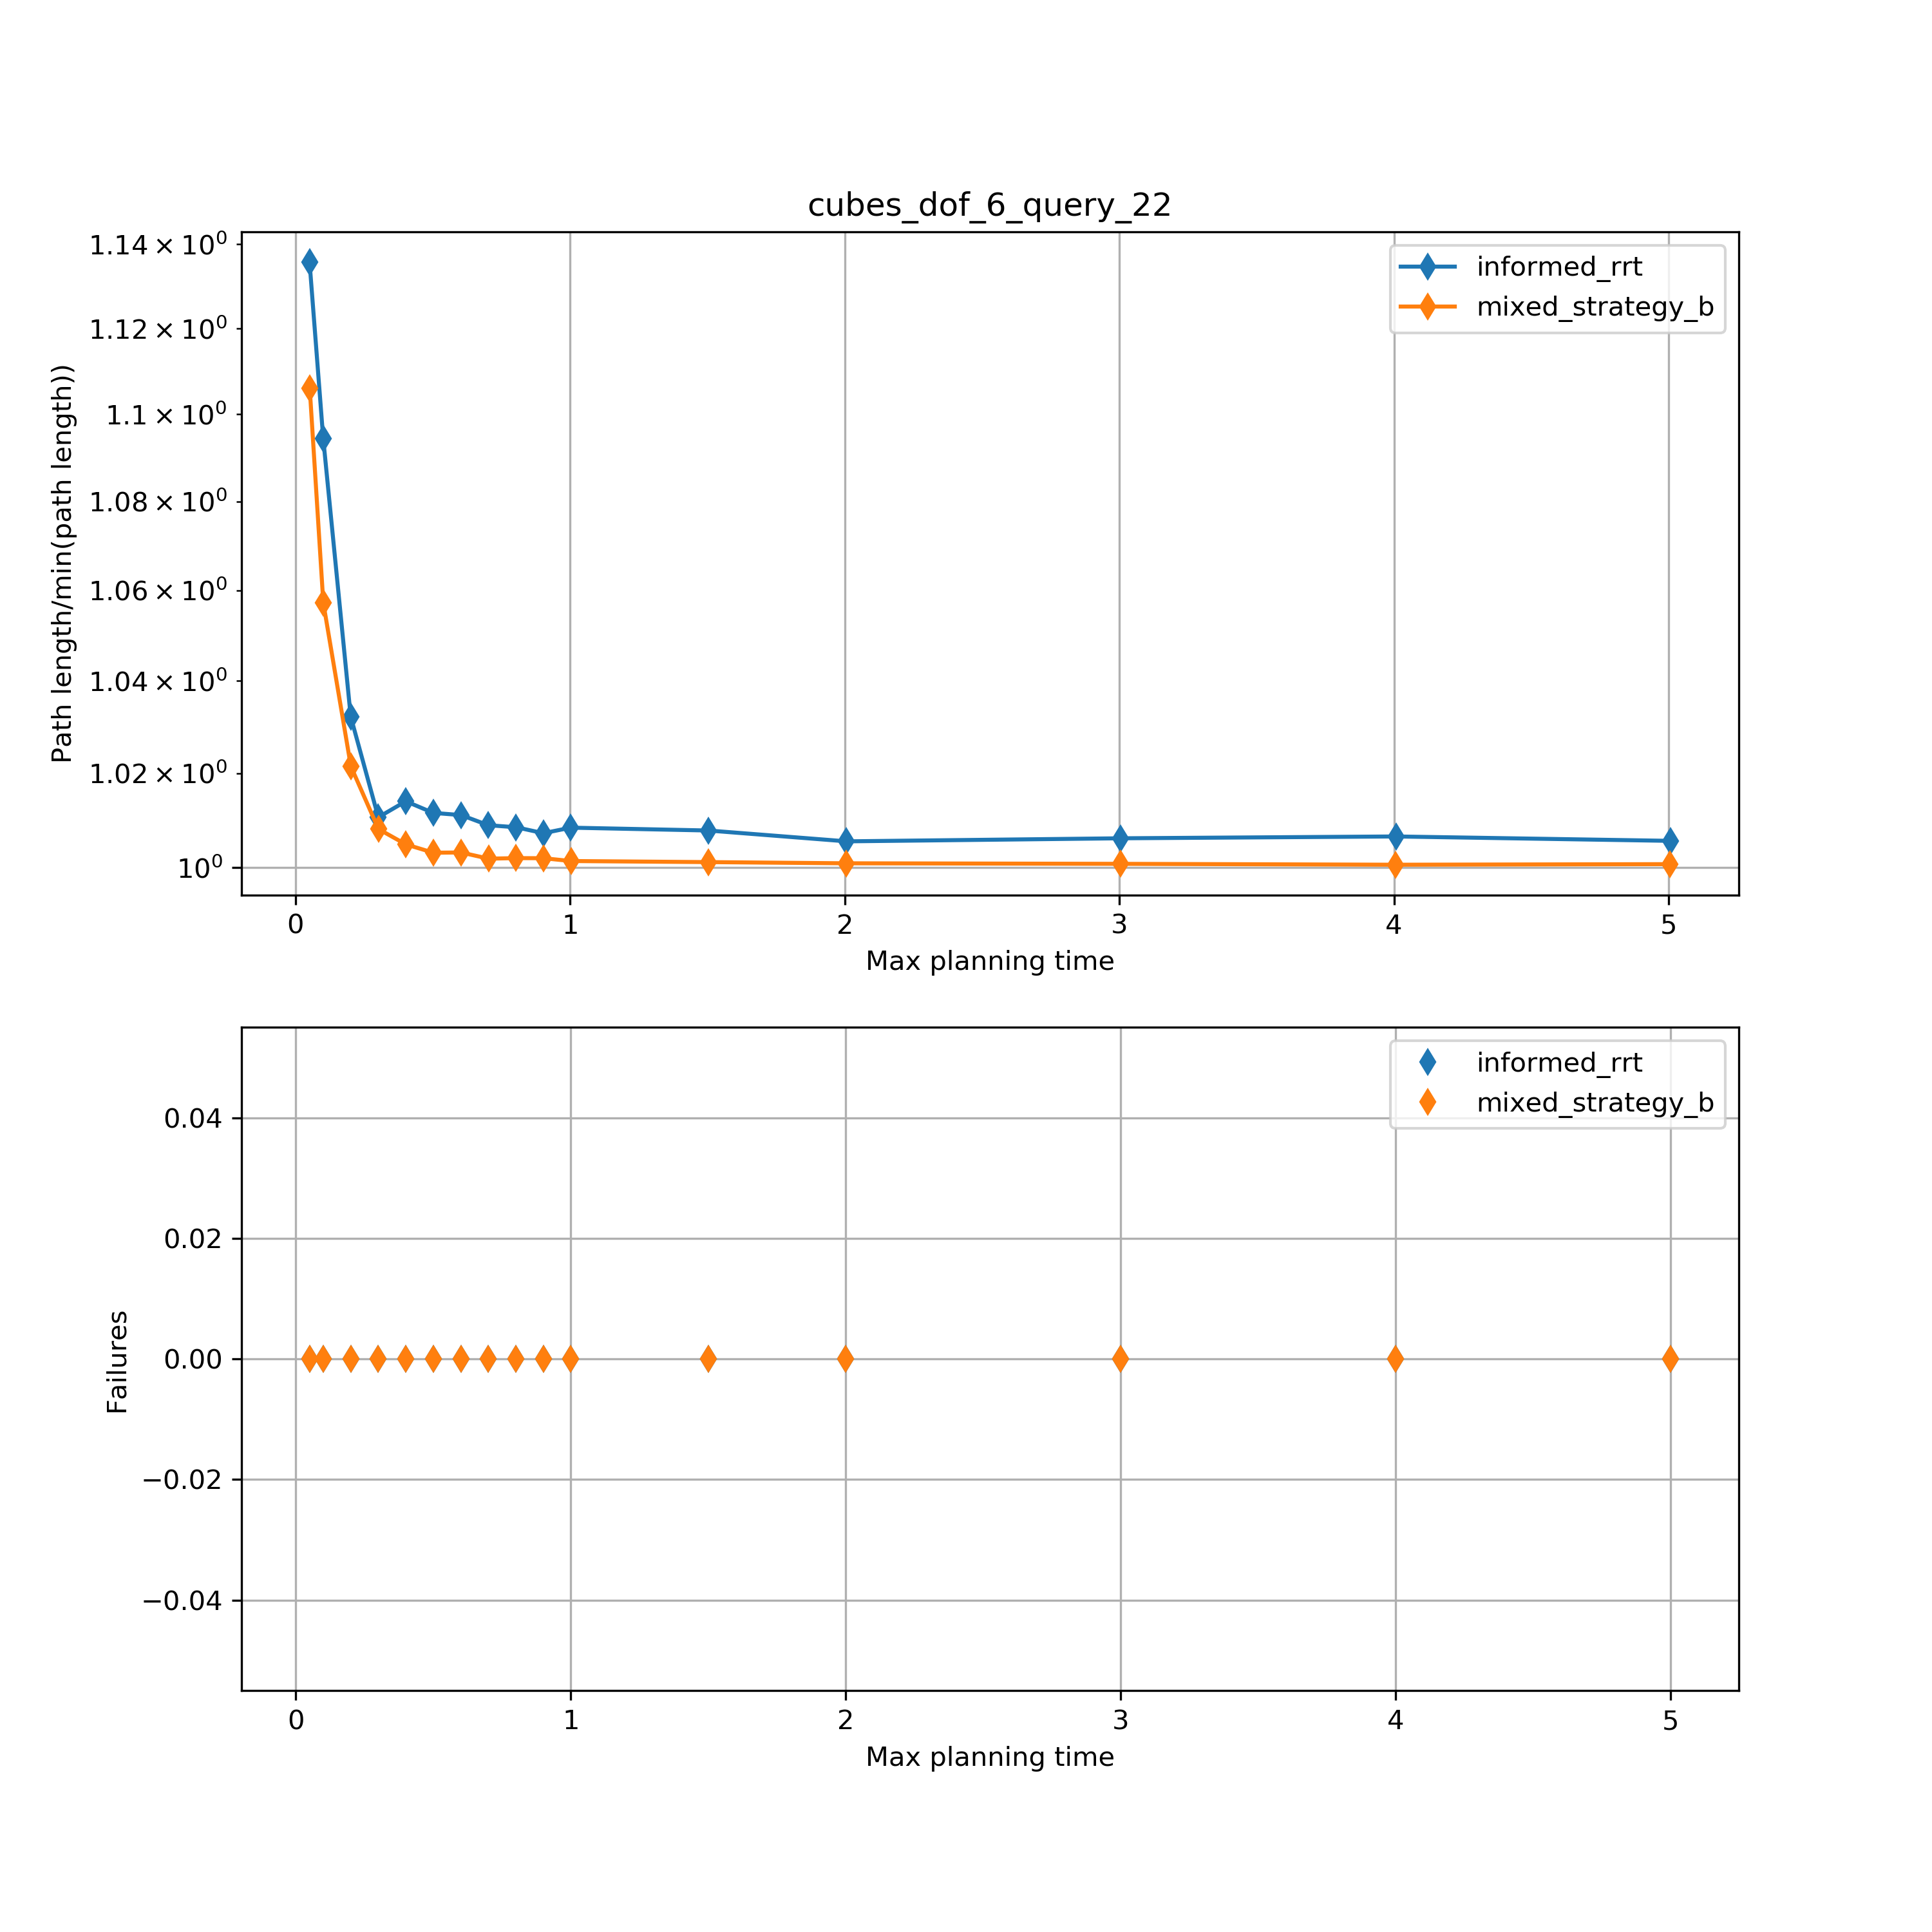 cubes_dof_6_query_22
1.14 × 10⁰
1.12 × 10⁰
1.1 × 10⁰
1.08 × 10⁰
1.06 × 10⁰
1.04 × 10⁰
1.02 × 10⁰
10⁰
Path length/min(path length))
informed_rrt
mixed_strategy_b
0 1 2 3 4 5
Max planning time
0.04
0.02
0.00
−0.02
−0.04
Failures
informed_rrt
mixed_strategy_b
0 1 2 3 4 5
Max planning time